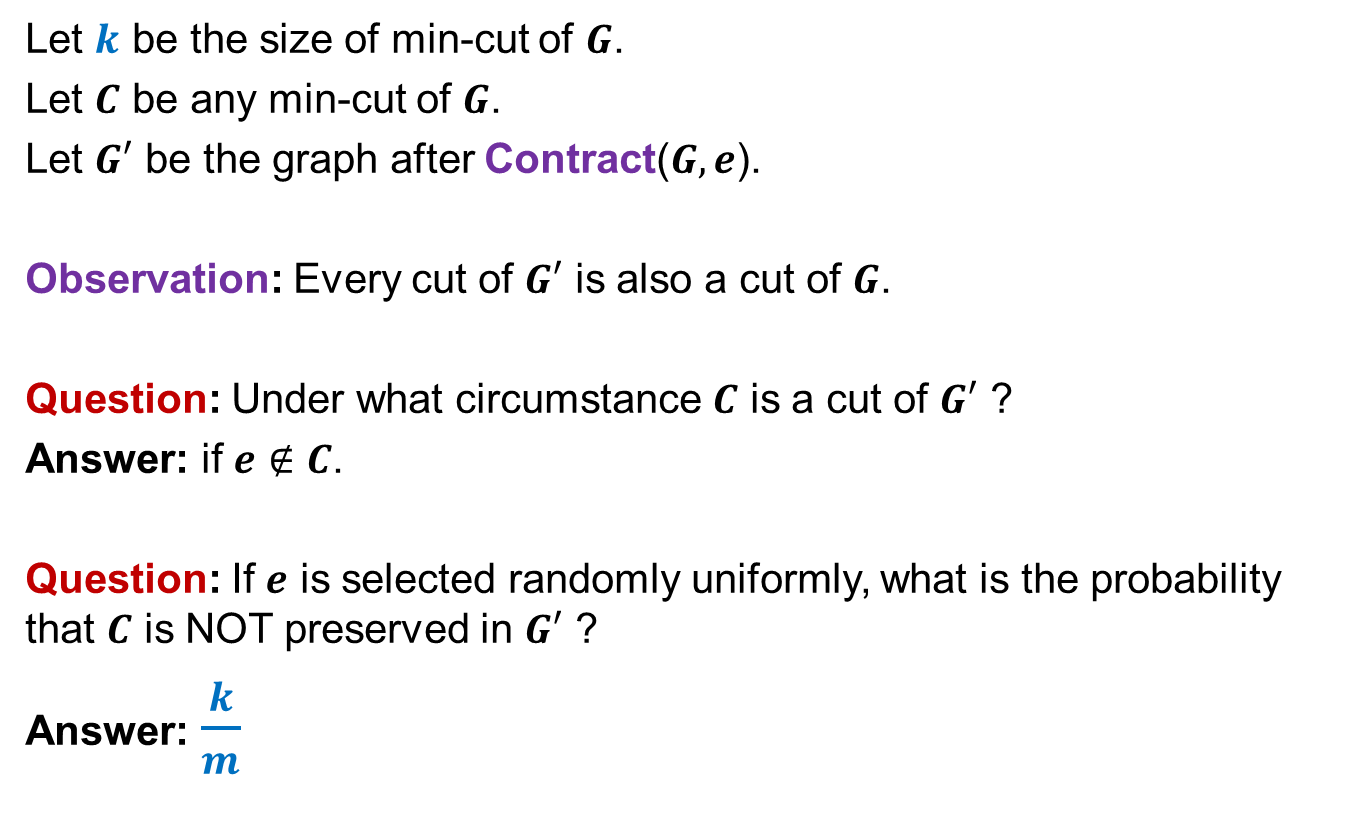 Let k be the size of min-cut of G.
Let C be any min-cut of G.
Let G′ be the graph after Contract(G, e).
Observation: Every cut of G′ is also a cut of G.
Question: Under what circumstance C is a cut of G′ ?
Answer: if e ∉ C.
Question: If e is selected randomly uniformly, what is the probability
that C is NOT preserved in G′ ?
Answer: k/m